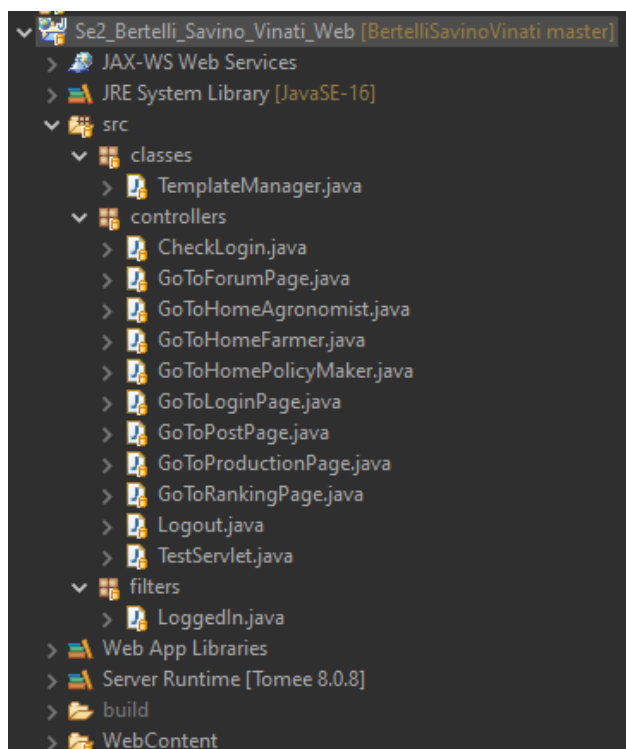 Se2_Bertelli_Savino_Vinati_Web [BertelliSavinoVinati master]
JAX-WS Web Services
JRE System Library [JavaSE-16]
src
classes
TemplateManager.java
controllers
CheckLogin.java
GoToForumPage.java
GoToHomeAgronomist.java
GoToHomeFarmer.java
GoToHomePolicyMaker.java
GoToLoginPage.java
GoToPostPage.java
GoToProductionPage.java
GoToRankingPage.java
Logout.java
TestServlet.java
filters
LoggedIn.java
Web App Libraries
Server Runtime [Tomee 8.0.8]
build
WebContent